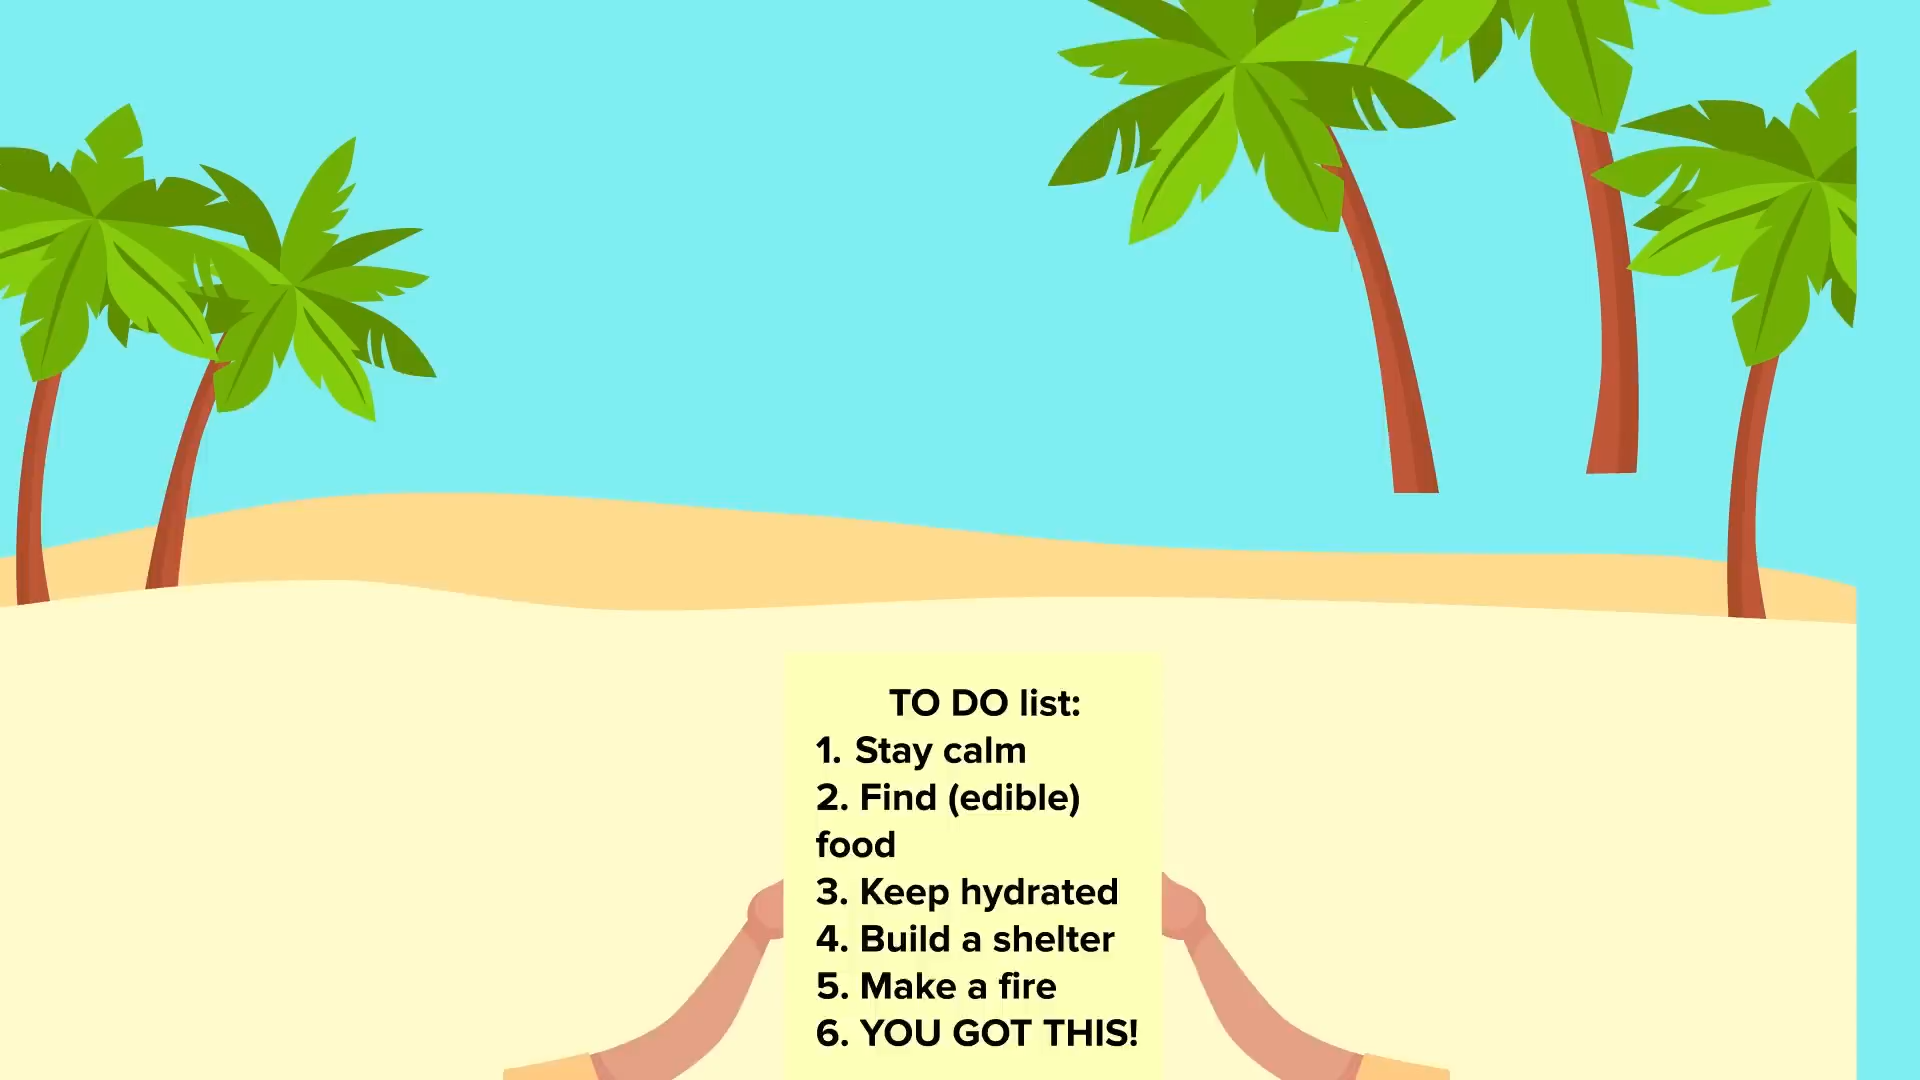 TO DO list:
1. Stay calm
2. Find (edible)
food
3. Keep hydrated
4. Build a shelter
5. Make a fire
6. YOU GOT THIS!